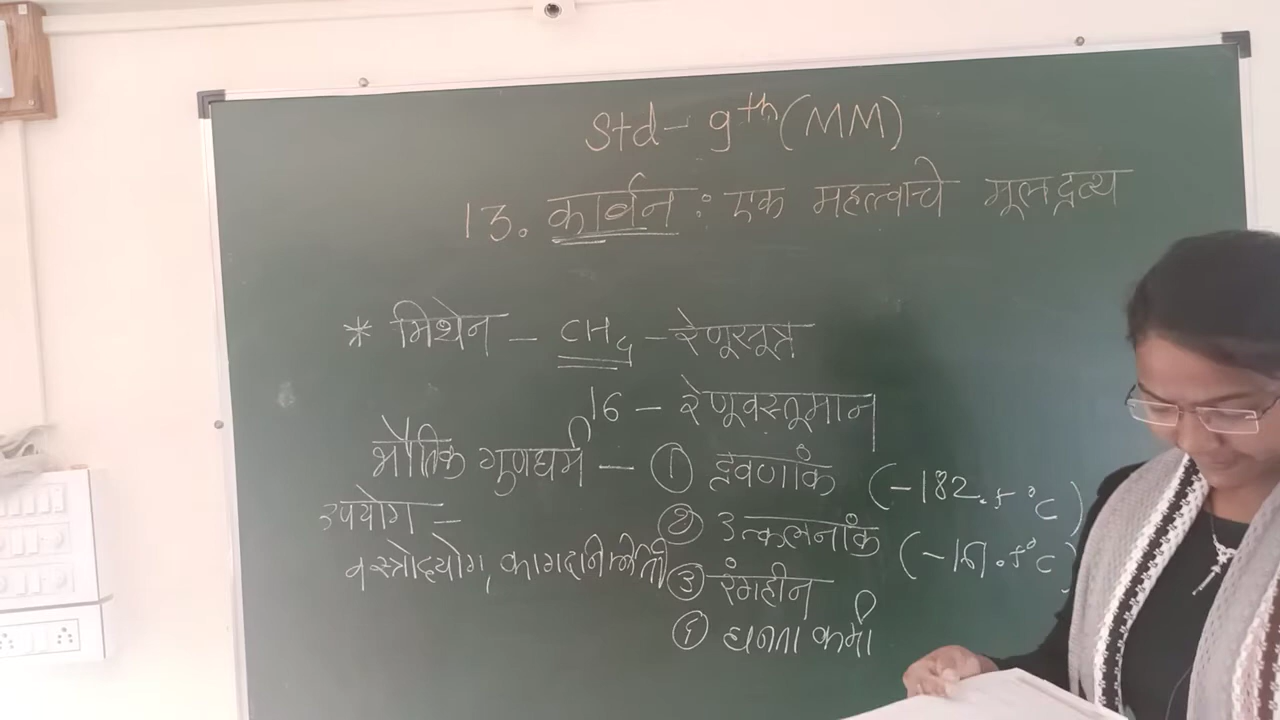 Std - 9th (MM)
13. कार्बन : एक महत्त्वाचे मूलद्रव्य
* मिथेन - CH4 - रेणूसूत्र
16 - रेणूवस्तूमान
भौतिक गुणधर्म - ① द्रवणांक (-182.5°C)
② उत्कलनांक (-161.5°C)
③ रंगहीन
④ घनता कमी
उपयोग -
वस्त्रोद्योग, कागदनिर्मिती